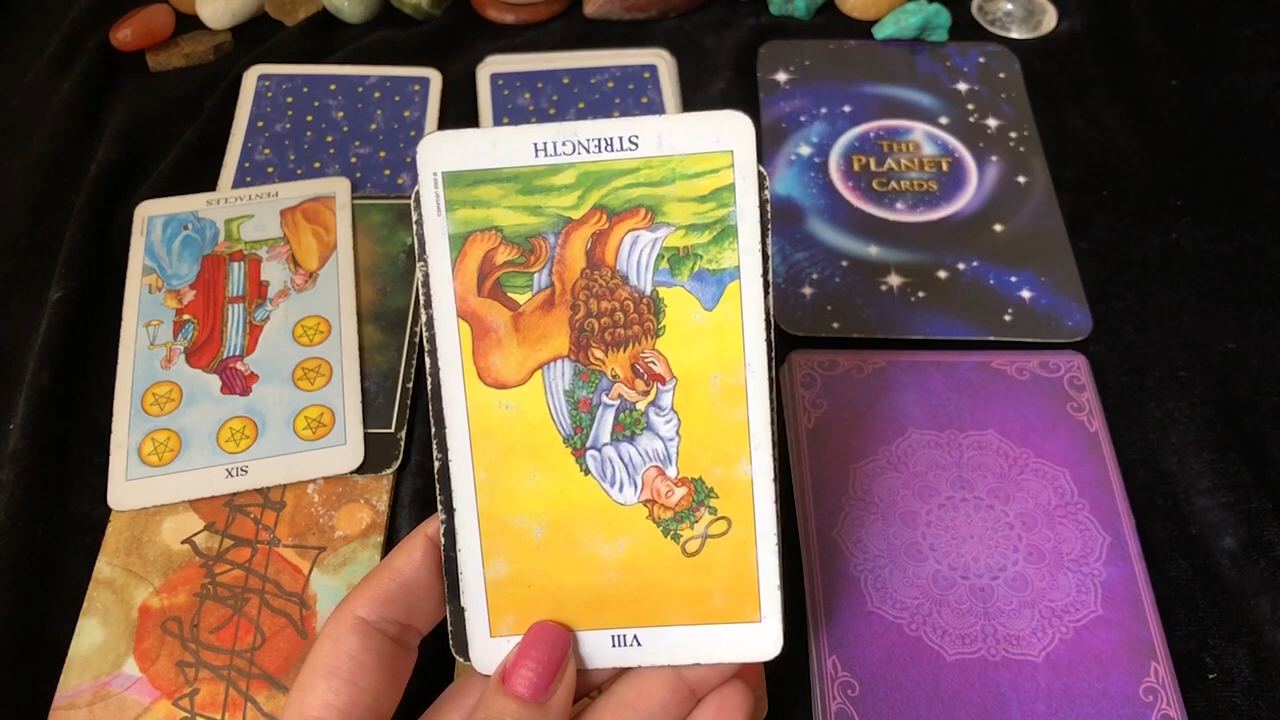 STRENGTH
VIII
PENTACLES
SIX
THE
PLANET
CARDS